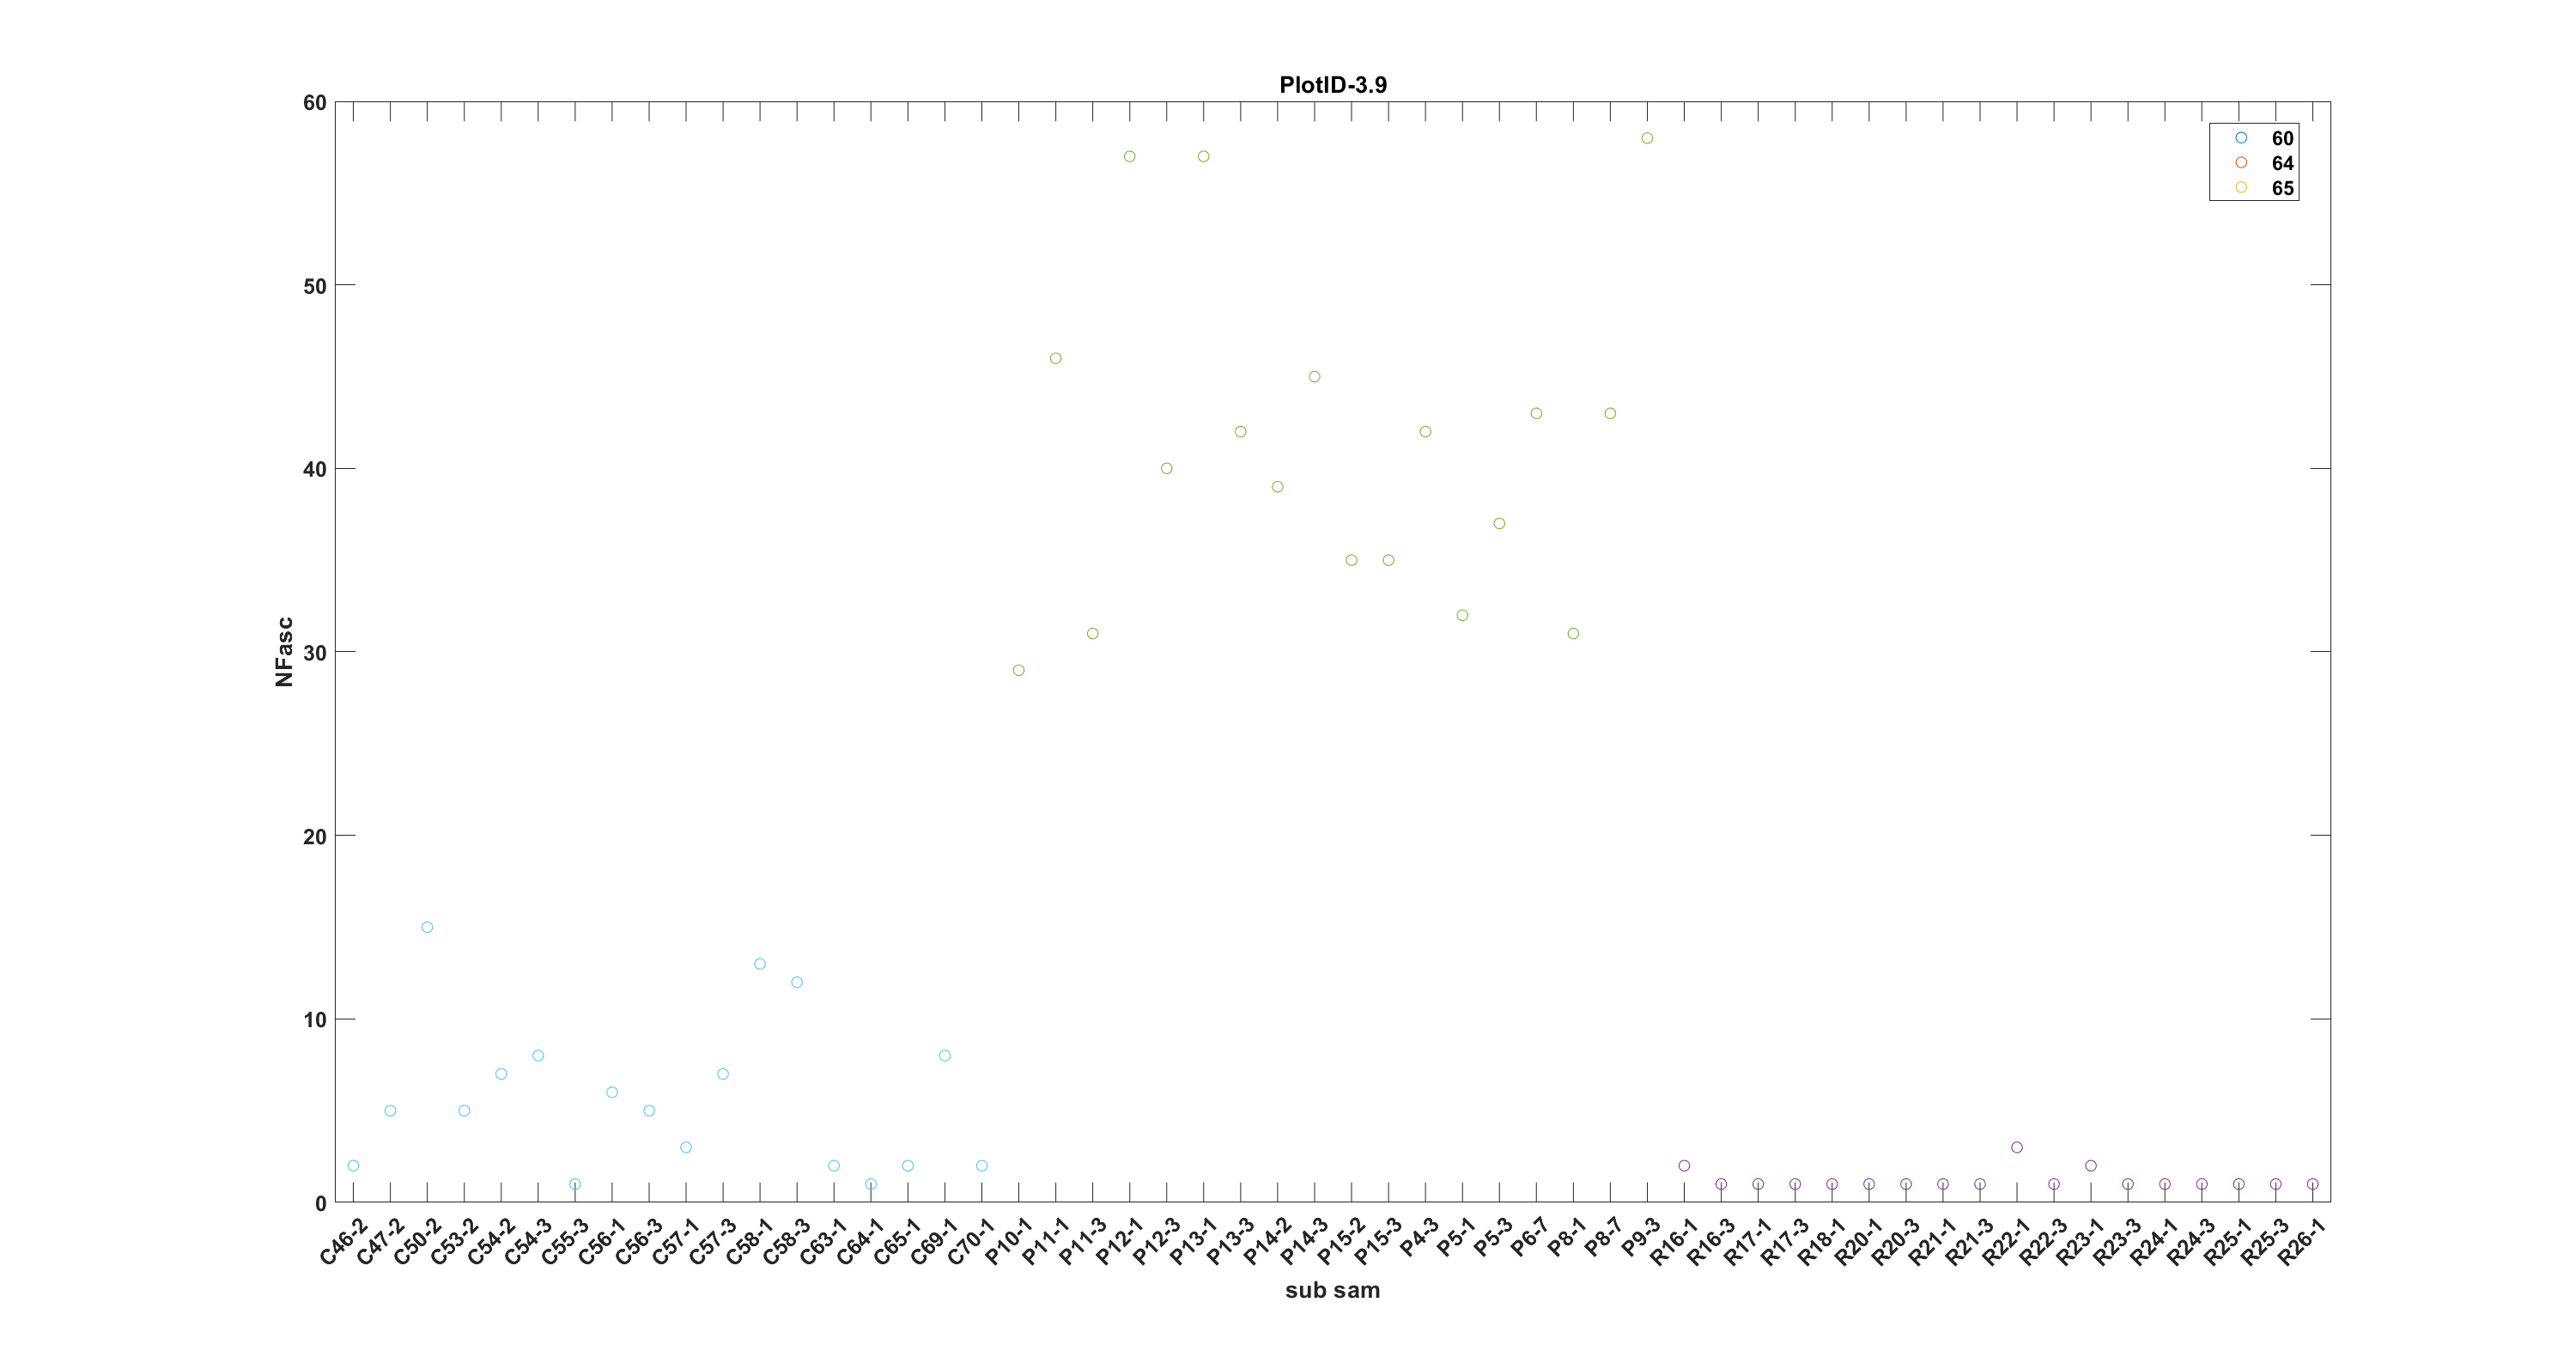 PlotID-3.9
60
50
40
30
20
10
0
NFasc
60
64
65
C46-2
C47-2
C50-2
C53-2
C54-2
C54-3
C55-3
C56-1
C56-3
C57-1
C57-3
C58-1
C58-3
C63-1
C64-1
C65-1
C69-1
C70-1
P10-1
P11-1
P11-3
P12-1
P12-3
P13-1
P13-3
P14-2
P14-3
P15-2
P15-3
P4-3
P5-1
P5-3
P6-7
P8-1
P8-7
P9-3
R16-1
R16-3
R17-1
R17-3
R18-1
R20-1
R20-3
R21-1
R21-3
R22-1
R22-3
R23-1
R23-3
R24-1
R24-3
R25-1
R25-3
R26-1
sub sam